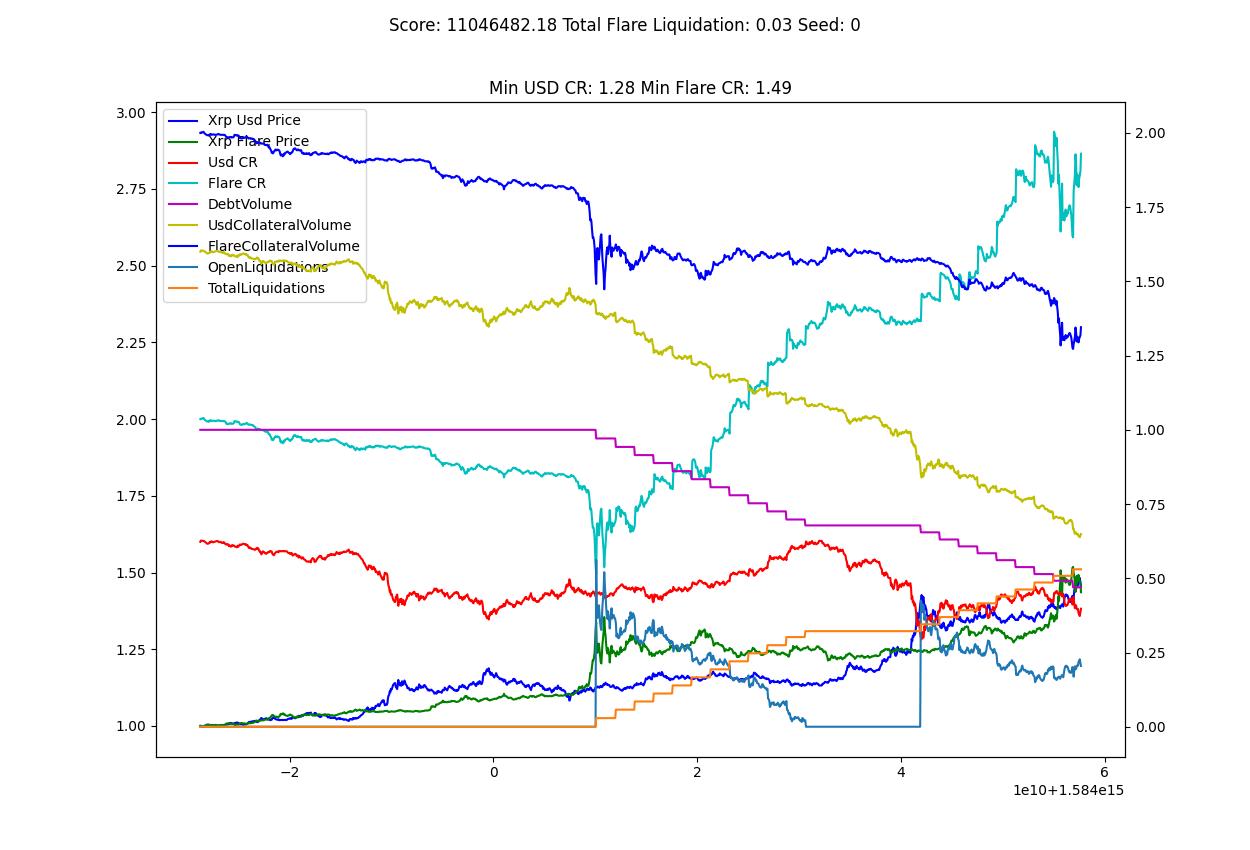 Score: 11046482.18 Total Flare Liquidation: 0.03 Seed: 0
Min USD CR: 1.28 Min Flare CR: 1.49
Xrp Usd Price
Xrp Flare Price
Usd CR
Flare CR
DebtVolume
UsdCollateralVolume
FlareCollateralVolume
OpenLiquidations
TotalLiquidations
3.00
2.75
2.50
2.25
2.00
1.75
1.50
1.25
1.00
2.00
1.75
1.50
1.25
1.00
0.75
0.50
0.25
0.00
−2 0 2 4 6
1e10+1.584e15